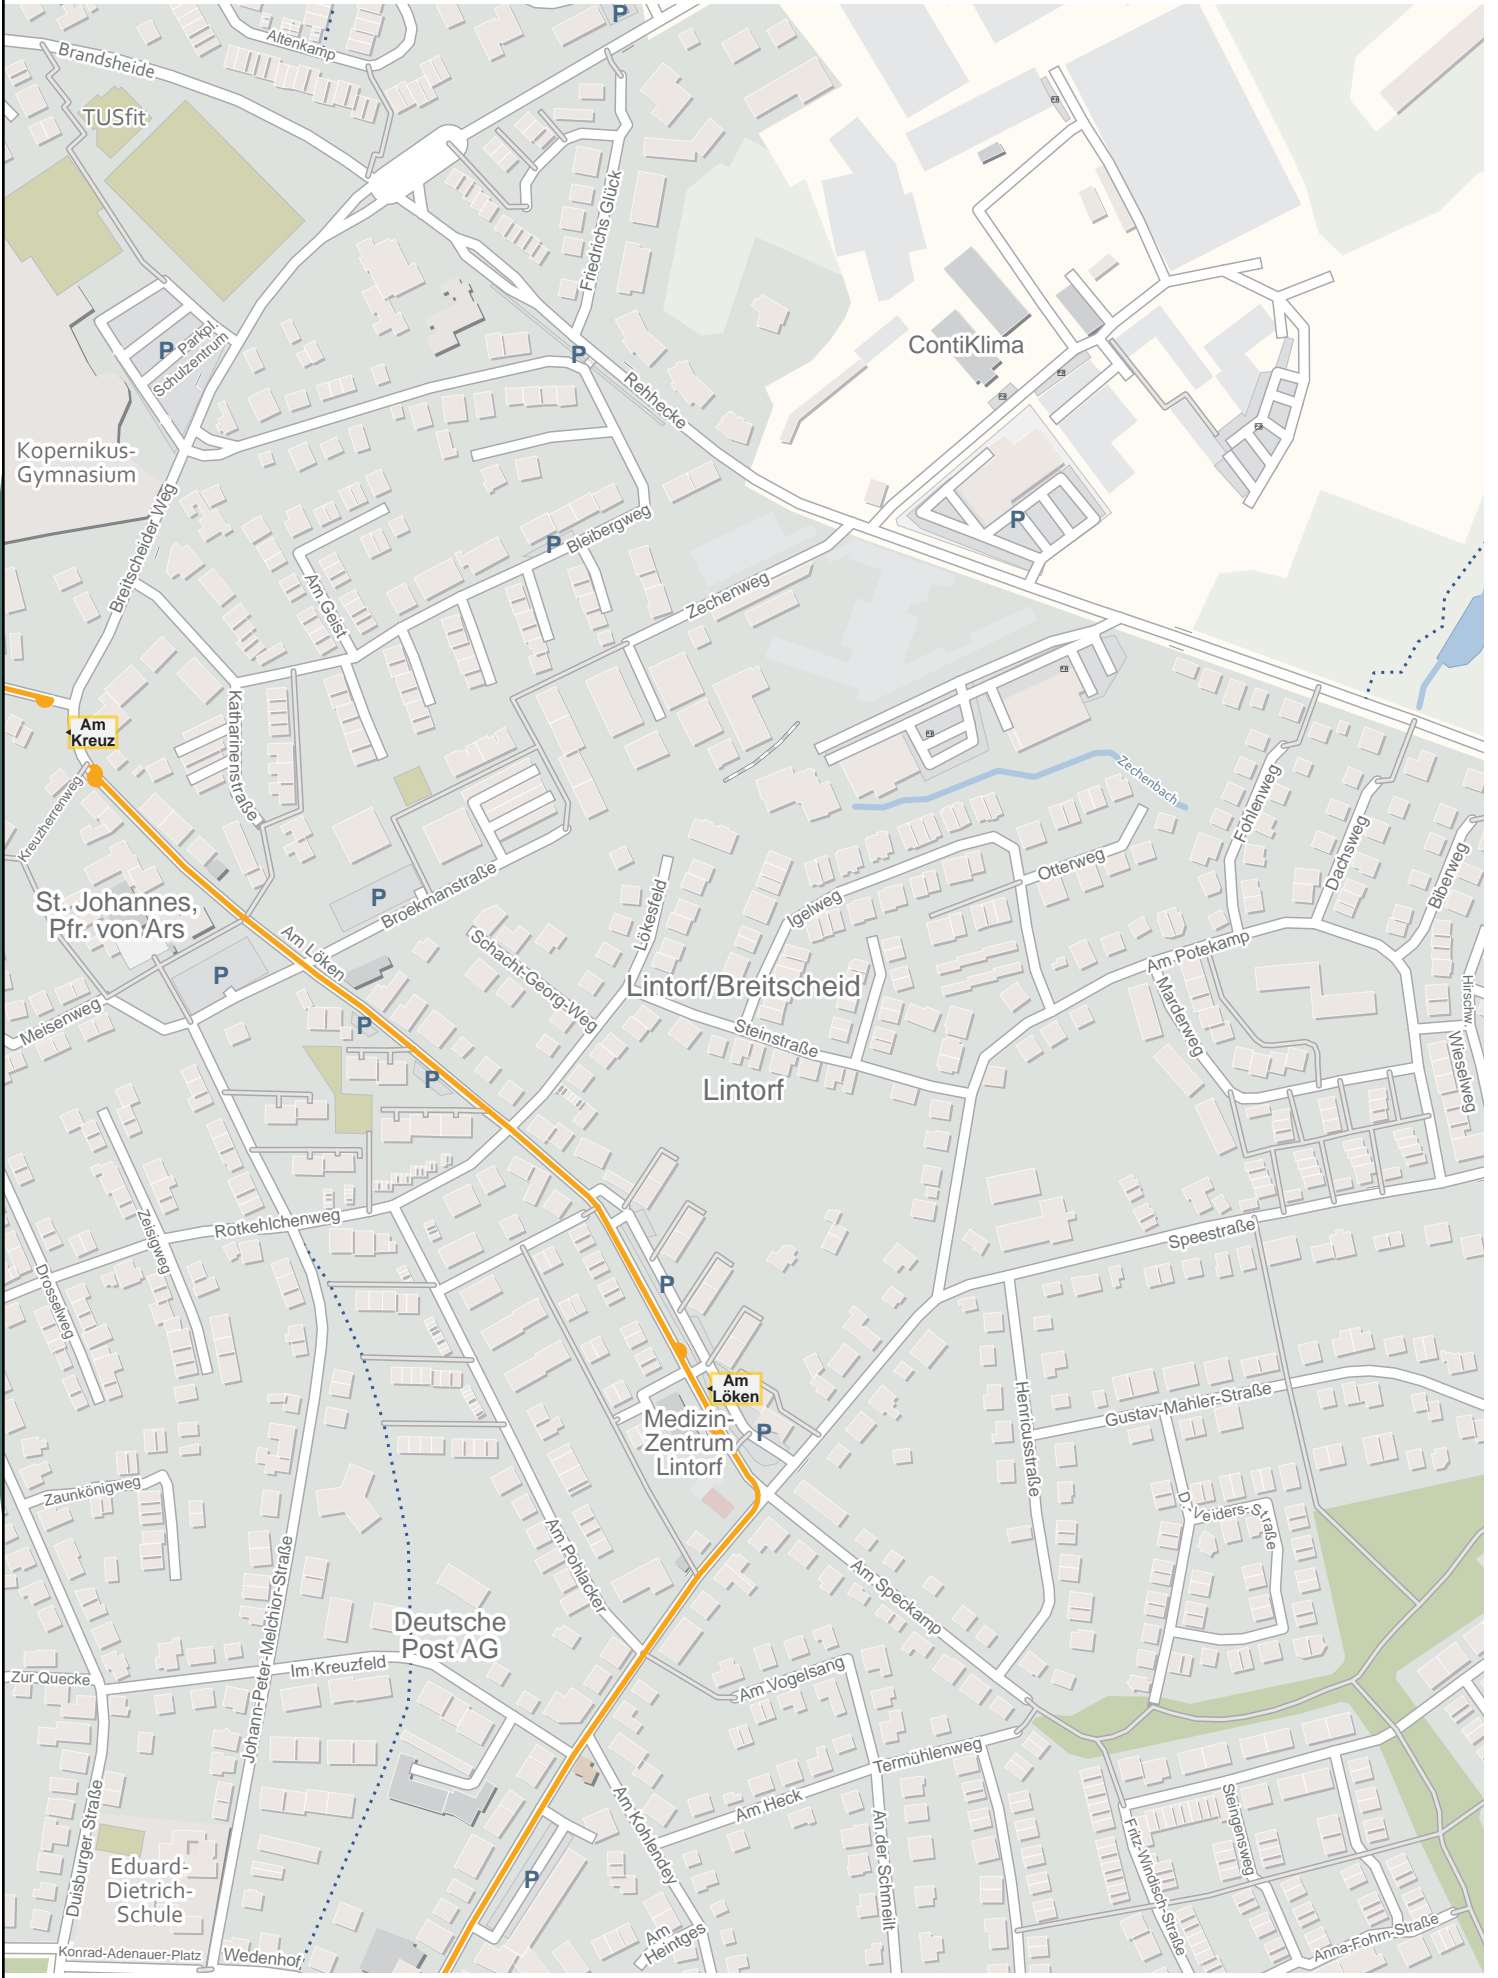 P
Altenkamp
Brandsheide
TUSfit
Friedrichs Glück
P Parkpl.
Schulzentrum
P
ContiKlima
Rehhecke
Kopernikus-
Gymnasium
Breitscheider Weg
P
Bleibergweg
P
Am Geist
Zechenweg
Katharinenstraße
Am
Kreuz
Kreuzherrenweg
Zechenbach
Fohlenweg
Dachsweg
Biberweg
Otterweg
Igelweg
St. Johannes,
Pfr. von Ars
P
Broekmanstraße
Lökesfeld
Am Löken
Schacht-Georg-Weg
Am Potekamp
P
Lintorf/Breitscheid
Marderweg
Hirschw.
Meisenweg
P
Steinstraße
Wieselweg
P
Lintorf
Rotkehlchenweg
Zeisigweg
Speestraße
Drosselweg
P
Am
Löken
Henricusstraße
Gustav-Mahler-Straße
Medizin-
Zentrum
Lintorf
P
Zaunkönigweg
D.-Veiders-Straße
Am Pohlacker
Am Speckamp
Johann-Peter-Melchior-Straße
Deutsche
Post AG
Zur Quecke
Im Kreuzfeld
Am Vogelsang
Termühlenweg
Am Heck
Am Kohlendey
An der Schmeilt
Steingensweg
Fritz-Windisch-Straße
Duisburger Straße
Eduard-
Dietrich-
Schule
P
Am
Heintges
Anna-Fohrn-Straße
Konrad-Adenauer-Platz
Wedenhof